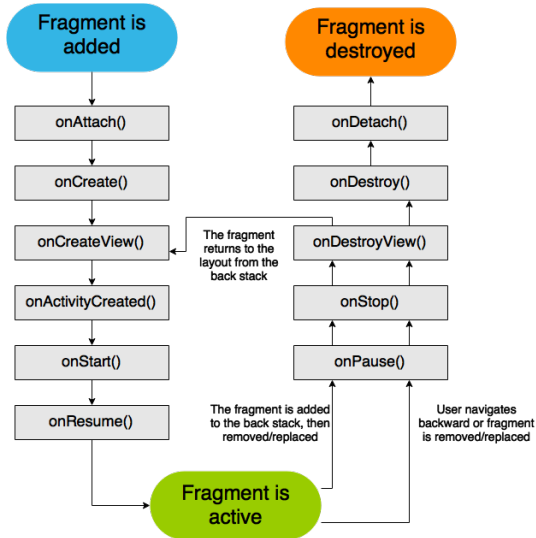 Fragment is
added
onAttach()
onCreate()
onCreateView()
onActivityCreated()
onStart()
onResume()
Fragment is
active
The fragment is added
to the back stack, then
removed/replaced
User navigates
backward or fragment
is removed/replaced
onPause()
onStop()
onDestroyView()
The fragment
returns to the
layout from the
back stack
onDestroy()
onDetach()
Fragment is
destroyed